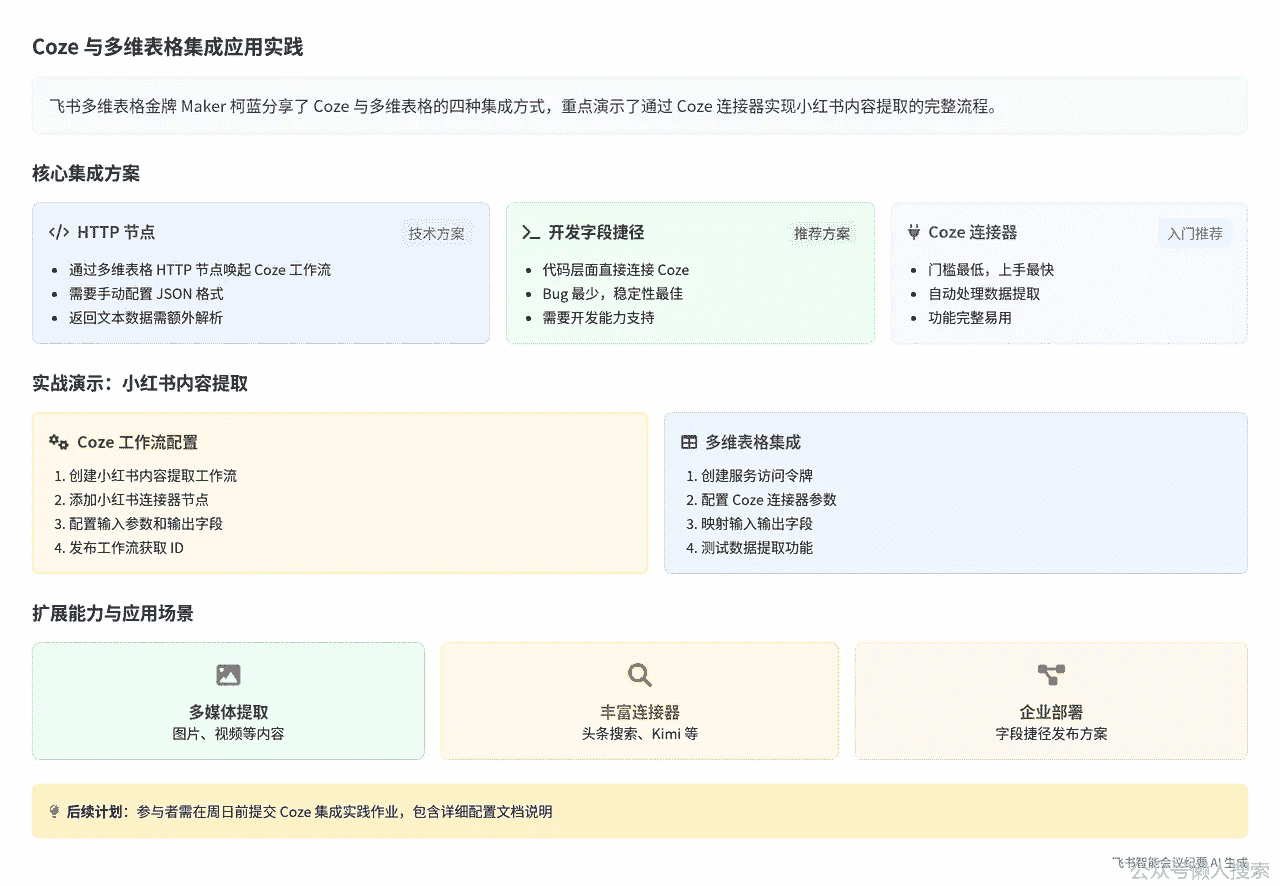 Coze 与多维表格集成应用实践
飞书多维表格金牌 Maker 柯蓝分享了 Coze 与多维表格的四种集成方式，重点演示了通过 Coze 连接器实现小红书内容提取的完整流程。
核心集成方案
HTTP 节点
技术方案
通过多维表格 HTTP 节点唤起 Coze 工作流
需要手动配置 JSON 格式
返回文本数据需额外解析
开发字段捷径
推荐方案
代码层面直接连接 Coze
Bug 最少，稳定性最佳
需要开发能力支持
Coze 连接器
入门推荐
门槛最低，上手最快
自动处理数据提取
功能完整易用
实战演示：小红书内容提取
Coze 工作流配置
1. 创建小红书内容提取工作流
2. 添加小红书连接器节点
3. 配置输入参数和输出字段
4. 发布工作流获取 ID
多维表格集成
1. 创建服务访问令牌
2. 配置 Coze 连接器参数
3. 映射输入输出字段
4. 测试数据提取功能
扩展能力与应用场景
多媒体提取
图片、视频等内容
丰富连接器
头条搜索、Kimi 等
企业部署
字段捷径发布方案
后续计划：参与者需在周日前提交 Coze 集成实践作业，包含详细配置文档说明
飞书智能会议纪要 AI 生成
公众号懒人搜索